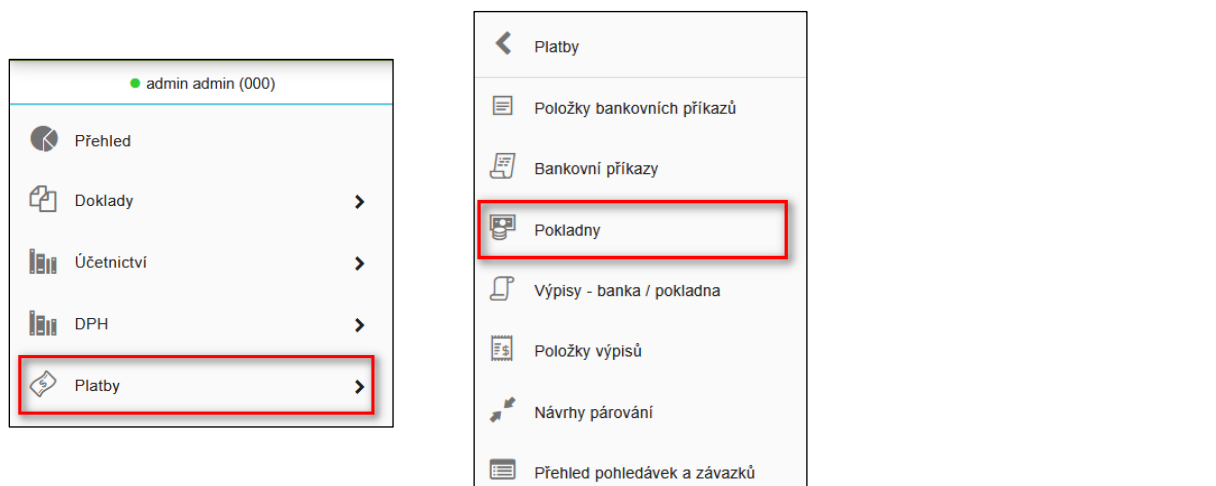 admin admin (000)
Přehled
Doklady
Účetnictví
DPH
Platby
Platby
Položky bankovních příkazů
Bankovní příkazy
Pokladny
Výpisy - banka / pokladna
Položky výpisů
Návrhy párování
Přehled pohledávek a závazků